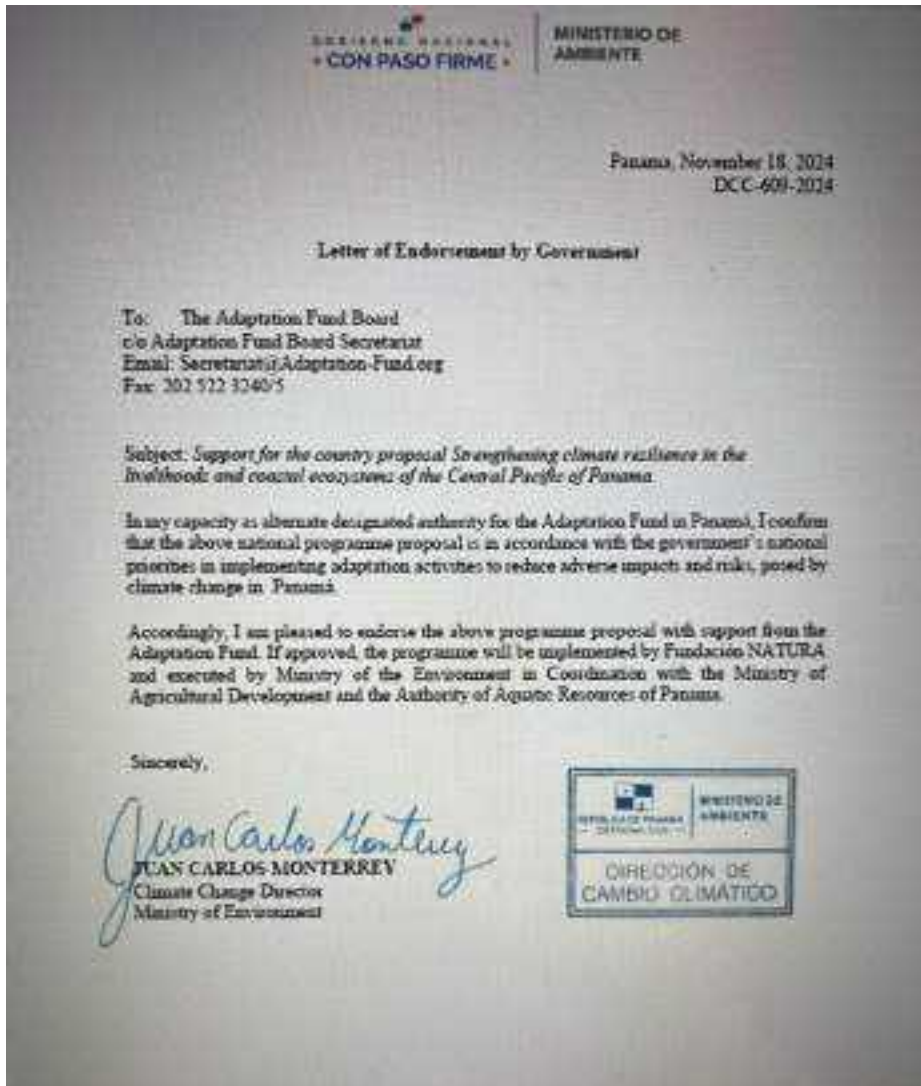 GOBIERNO NACIONAL
• CON PASO FIRME •
MINISTERIO DE
AMBIENTE
Panama, November 18, 2024
DCC-609-2024
Letter of Endorsement by Government
To: The Adaptation Fund Board
c/o Adaptation Fund Board Secretariat
Email: Secretariat@Adaptation-Fund.org
Fax: 202 522 3240/5
Subject: Support for the country proposal Strengthening climate resilience in the
livelihoods and coastal ecosystems of the Central Pacific of Panama
In my capacity as alternate designated authority for the Adaptation Fund in Panamá, I confirm
that the above national programme proposal is in accordance with the government's national
priorities in implementing adaptation activities to reduce adverse impacts and risks, posed by
climate change in Panamá.
Accordingly, I am pleased to endorse the above programme proposal with support from the
Adaptation Fund. If approved, the programme will be implemented by Fundación NATURA
and executed by Ministry of the Environment in Coordination with the Ministry of
Agricultural Development and the Authority of Aquatic Resources of Panama.
Sincerely,
Juan Carlos Monterrey
JUAN CARLOS MONTERREY
Climate Change Director
Ministry of Environment
REPÚBLICA DE PANAMÁ
MINISTERIO DE
AMBIENTE
DIRECCIÓN DE
CAMBIO CLIMÁTICO